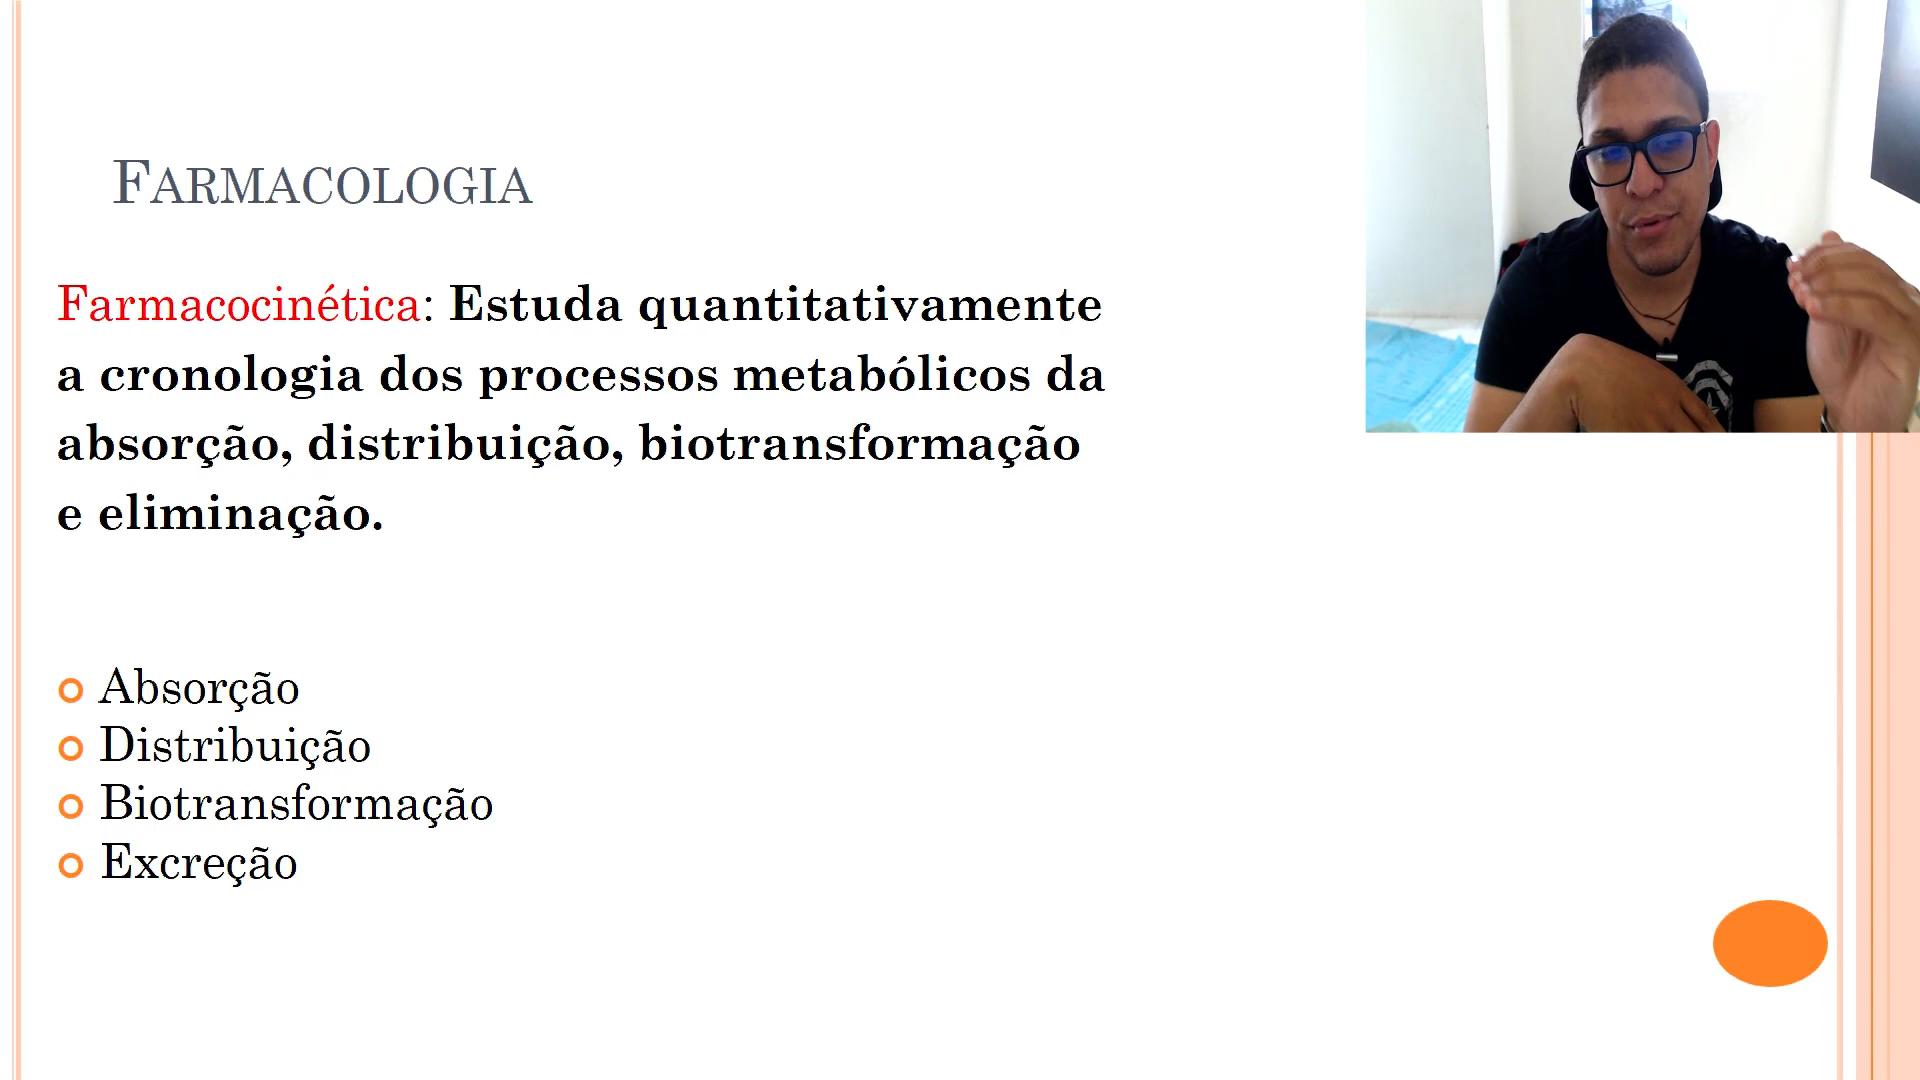 FARMACOLOGIA
Farmacocinética: Estuda quantitativamente
a cronologia dos processos metabólicos da
absorção, distribuição, biotransformação
e eliminação.
Absorção
Distribuição
Biotransformação
Excreção